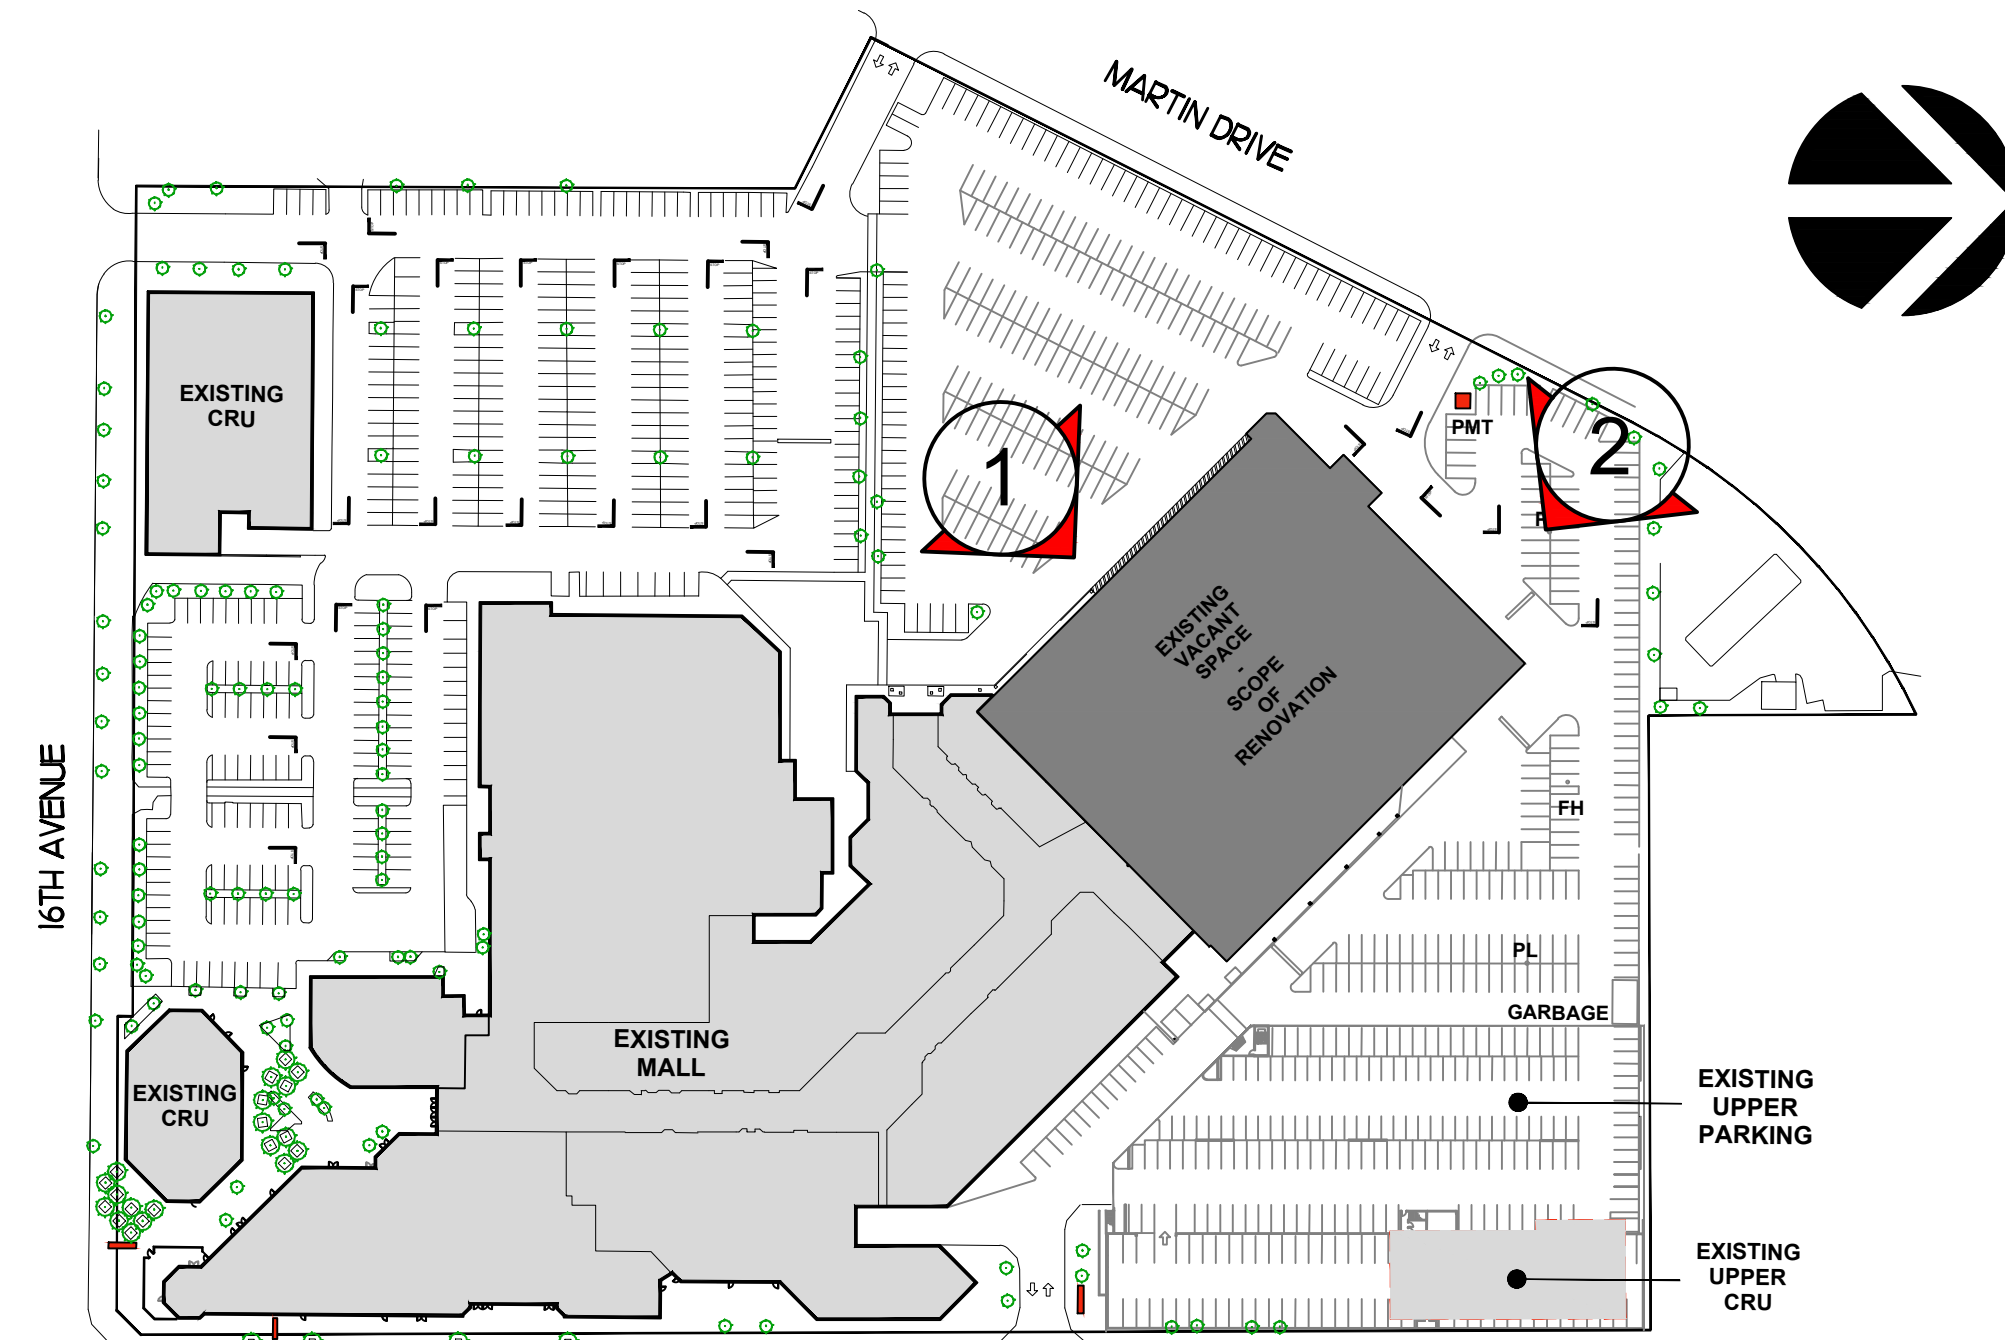 MARTIN DRIVE
EXISTING
CRU
PMT
1
2
EXISTING
VACANT
SPACE
-
SCOPE
OF
RENOVATION
16TH AVENUE
FH
PL
GARBAGE
EXISTING
MALL
EXISTING
CRU
EXISTING
UPPER
PARKING
EXISTING
UPPER
CRU